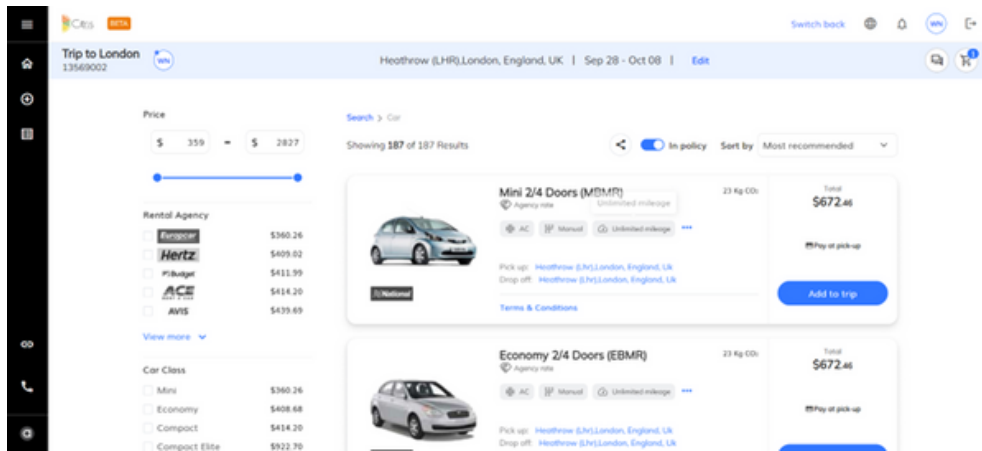 Citis BETA
Switch back
WN
Trip to London
13569002
WN
Heothrow (LHR),London, England, UK | Sep 28 - Oct 08 | Edit
1
Price
$ 359 - $ 2827
Rental Agency
Europcar $360.26
Hertz $409.02
Budget $411.99
ACE $414.20
AVIS $439.69
View more
Car Class
Mini $360.26
Economy $408.68
Compact $414.20
Compact Elite $922.70
Search > Car
Showing 187 of 187 Results
In policy
Sort by Most recommended
Mini 2/4 Doors (MBMR)
Agency rate
Unlimited mileage
AC Manual Unlimited mileage
Pick up: Heothrow (Lhr),London, England, Uk
Drop off: Heothrow (Lhr),London, England, Uk
Terms & Conditions
National
23 Kg CO₂
Total
$672.46
Pay at pick-up
Add to trip
Economy 2/4 Doors (EBMR)
Agency rate
AC Manual Unlimited mileage
Pick up: Heothrow (Lhr),London, England, Uk
Drop off: Heothrow (Lhr),London, England, Uk
23 Kg CO₂
Total
$672.46
Pay at pick-up